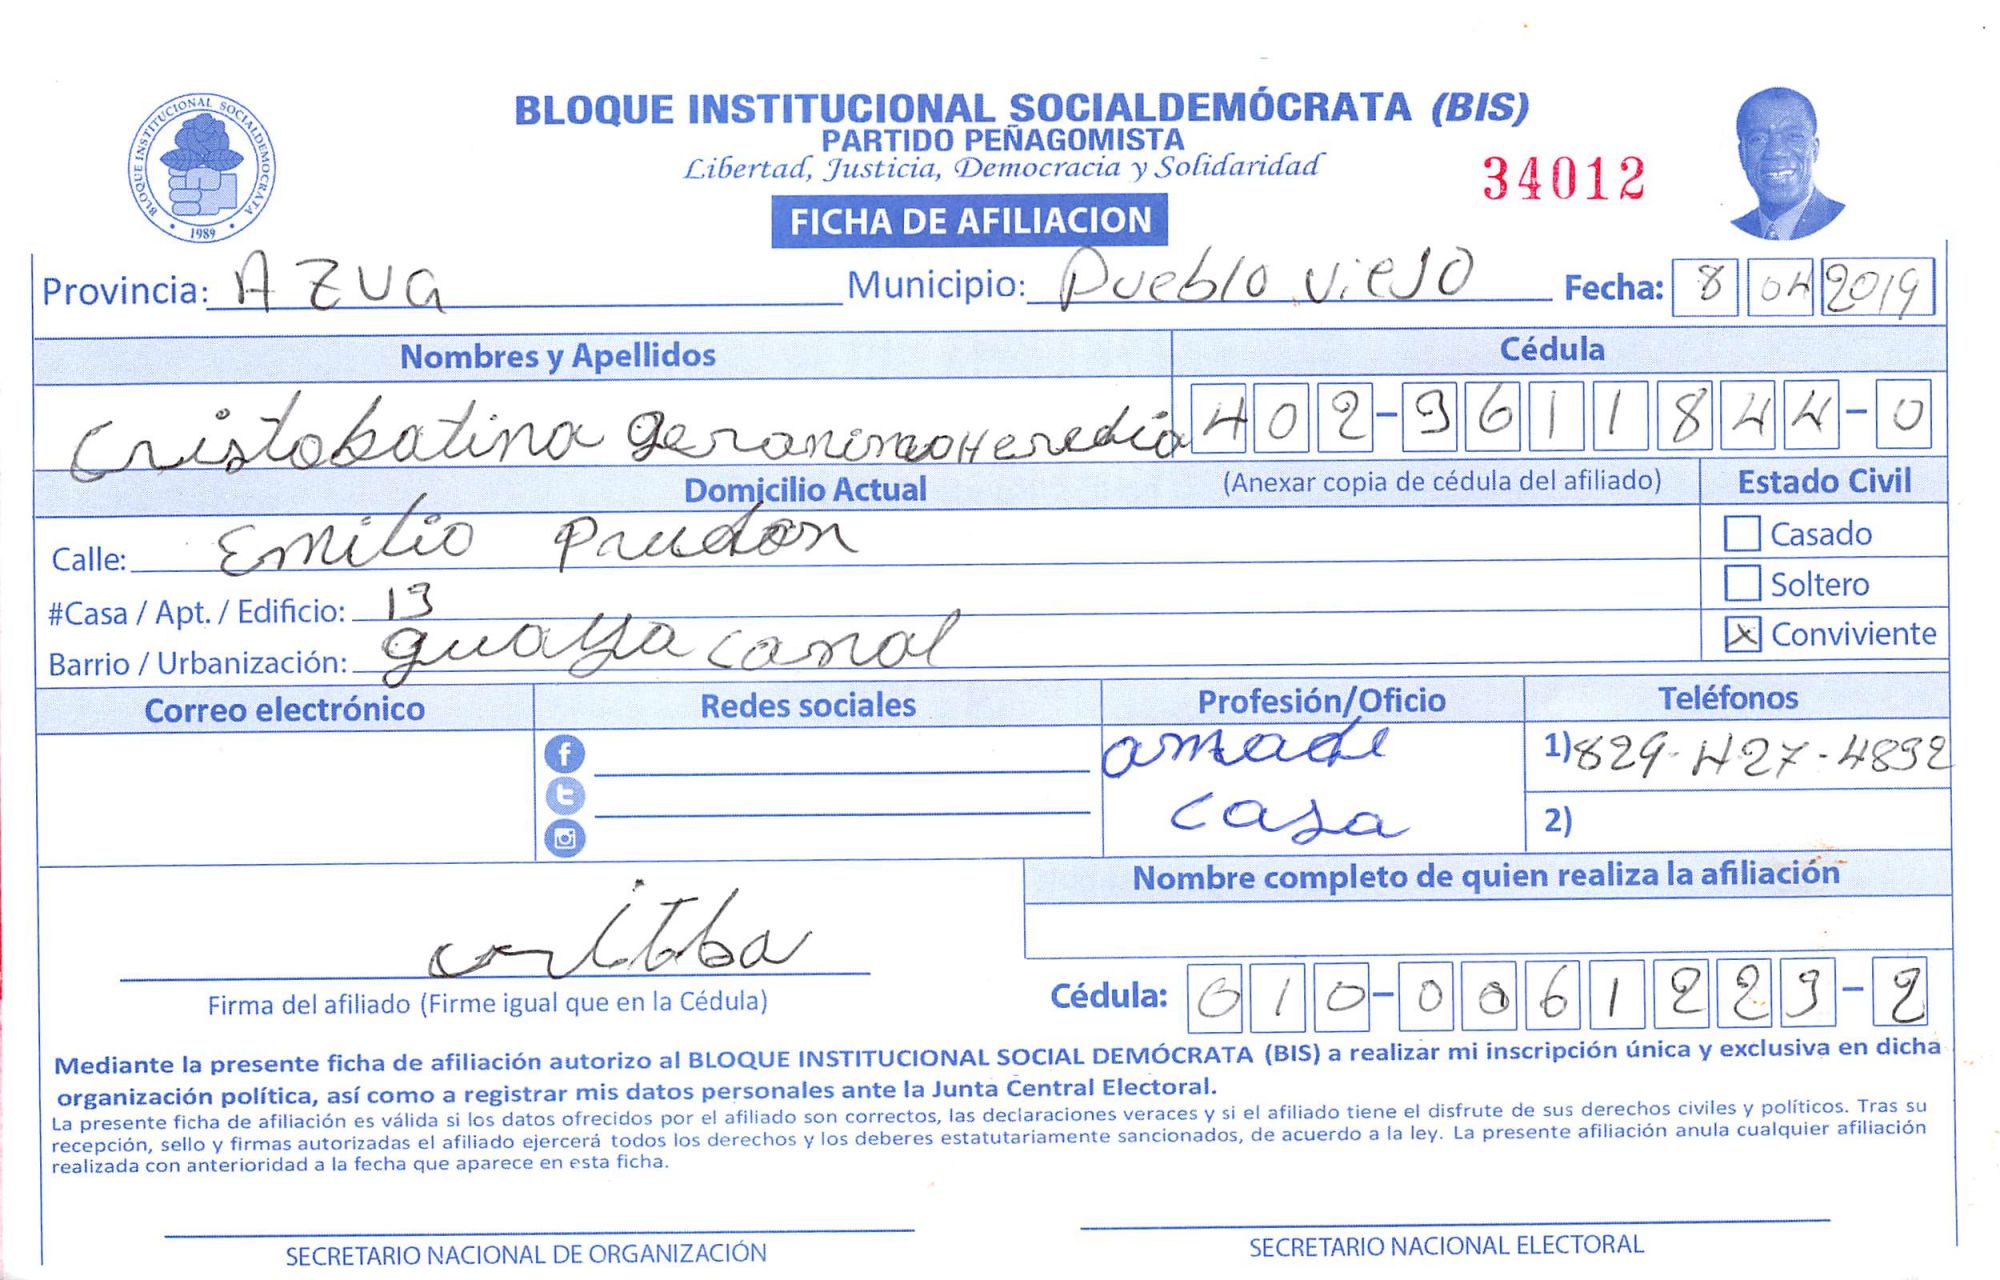 BLOQUE INSTITUCIONAL SOCIALDEMOCRATA
1989
BLOQUE INSTITUCIONAL SOCIALDEMÓCRATA (BIS)
PARTIDO PEÑAGOMISTA
Libertad, Justicia, Democracia y Solidaridad
34012
FICHA DE AFILIACION
Provincia: AZUa Municipio: Pueblo viejo Fecha: 8 04 2019
Nombres y Apellidos Cédula
Cristobatina geronimo Heredia 402-9611844-0
Domicilio Actual (Anexar copia de cédula del afiliado) Estado Civil
Calle: Emilio Prudon
Casado
#Casa / Apt. / Edificio: 13
Soltero
Barrio / Urbanización: guaya canal
x Conviviente
Correo electrónico Redes sociales Profesión/Oficio Teléfonos
amade 1) 829-427-4892
casa 2)
Nombre completo de quien realiza la afiliación
Firma del afiliado (Firme igual que en la Cédula) Cédula: 010-0061223-2
Mediante la presente ficha de afiliación autorizo al BLOQUE INSTITUCIONAL SOCIAL DEMÓCRATA (BIS) a realizar mi inscripción única y exclusiva en dicha
organización política, así como a registrar mis datos personales ante la Junta Central Electoral.
La presente ficha de afiliación es válida si los datos ofrecidos por el afiliado son correctos, las declaraciones veraces y si el afiliado tiene el disfrute de sus derechos civiles y políticos. Tras su
recepción, sello y firmas autorizadas el afiliado ejercerá todos los derechos y los deberes estatutariamente sancionados, de acuerdo a la ley. La presente afiliación anula cualquier afiliación
realizada con anterioridad a la fecha que aparece en esta ficha.
SECRETARIO NACIONAL DE ORGANIZACIÓN SECRETARIO NACIONAL ELECTORAL